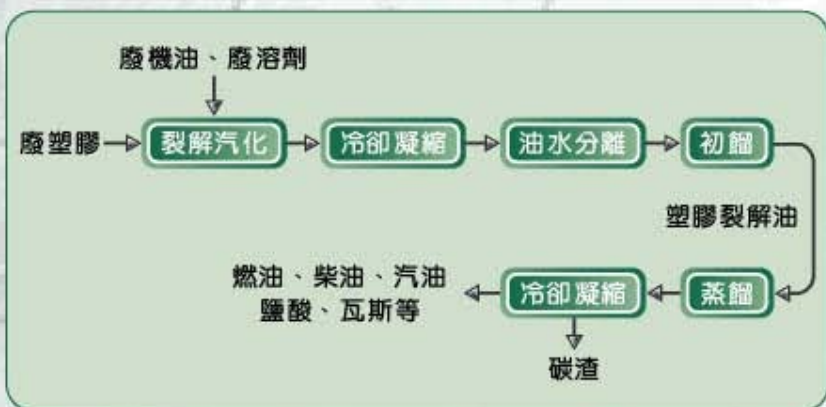 廢機油、廢溶劑
廢塑膠
裂解汽化
冷卻凝縮
油水分離
初餾
塑膠裂解油
蒸餾
冷卻凝縮
燃油、柴油、汽油
鹽酸、瓦斯等
碳渣